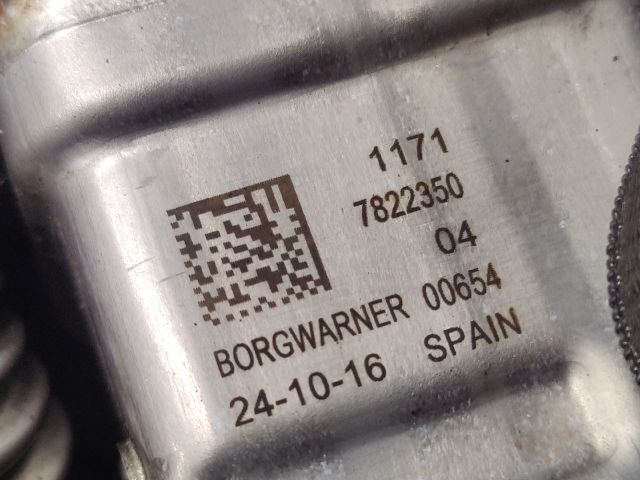 1171
7822350
04
BORGWARNER 00654
24-10-16 SPAIN